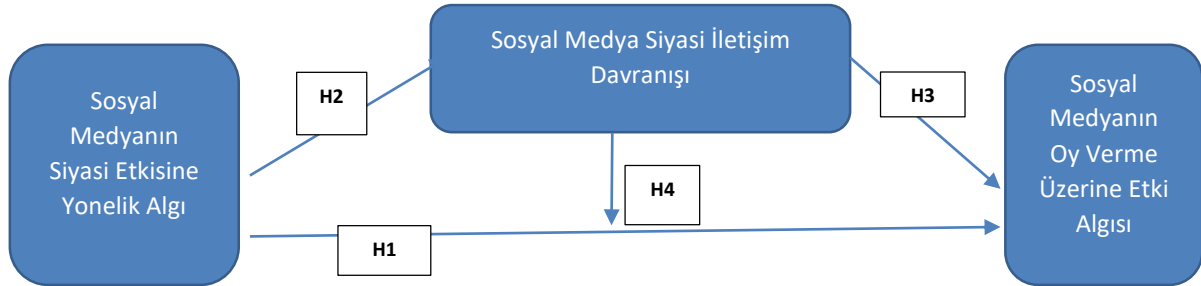 Sosyal
Medyanın
Siyasi Etkisine
Yonelik Algı
H2
Sosyal Medya Siyasi İletişim
Davranışı
H3
H4
H1
Sosyal
Medyanın
Oy Verme
Üzerine Etki
Algısı